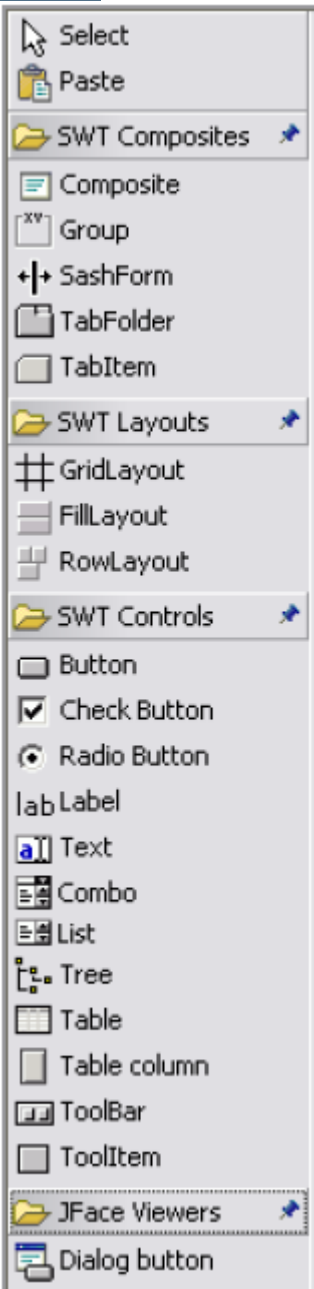 Select
Paste
SWT Composites
Composite
Group
SashForm
TabFolder
TabItem
SWT Layouts
GridLayout
FillLayout
RowLayout
SWT Controls
Button
Check Button
Radio Button
lab Label
a Text
Combo
List
Tree
Table
Table column
ToolBar
ToolItem
JFace Viewers
Dialog button